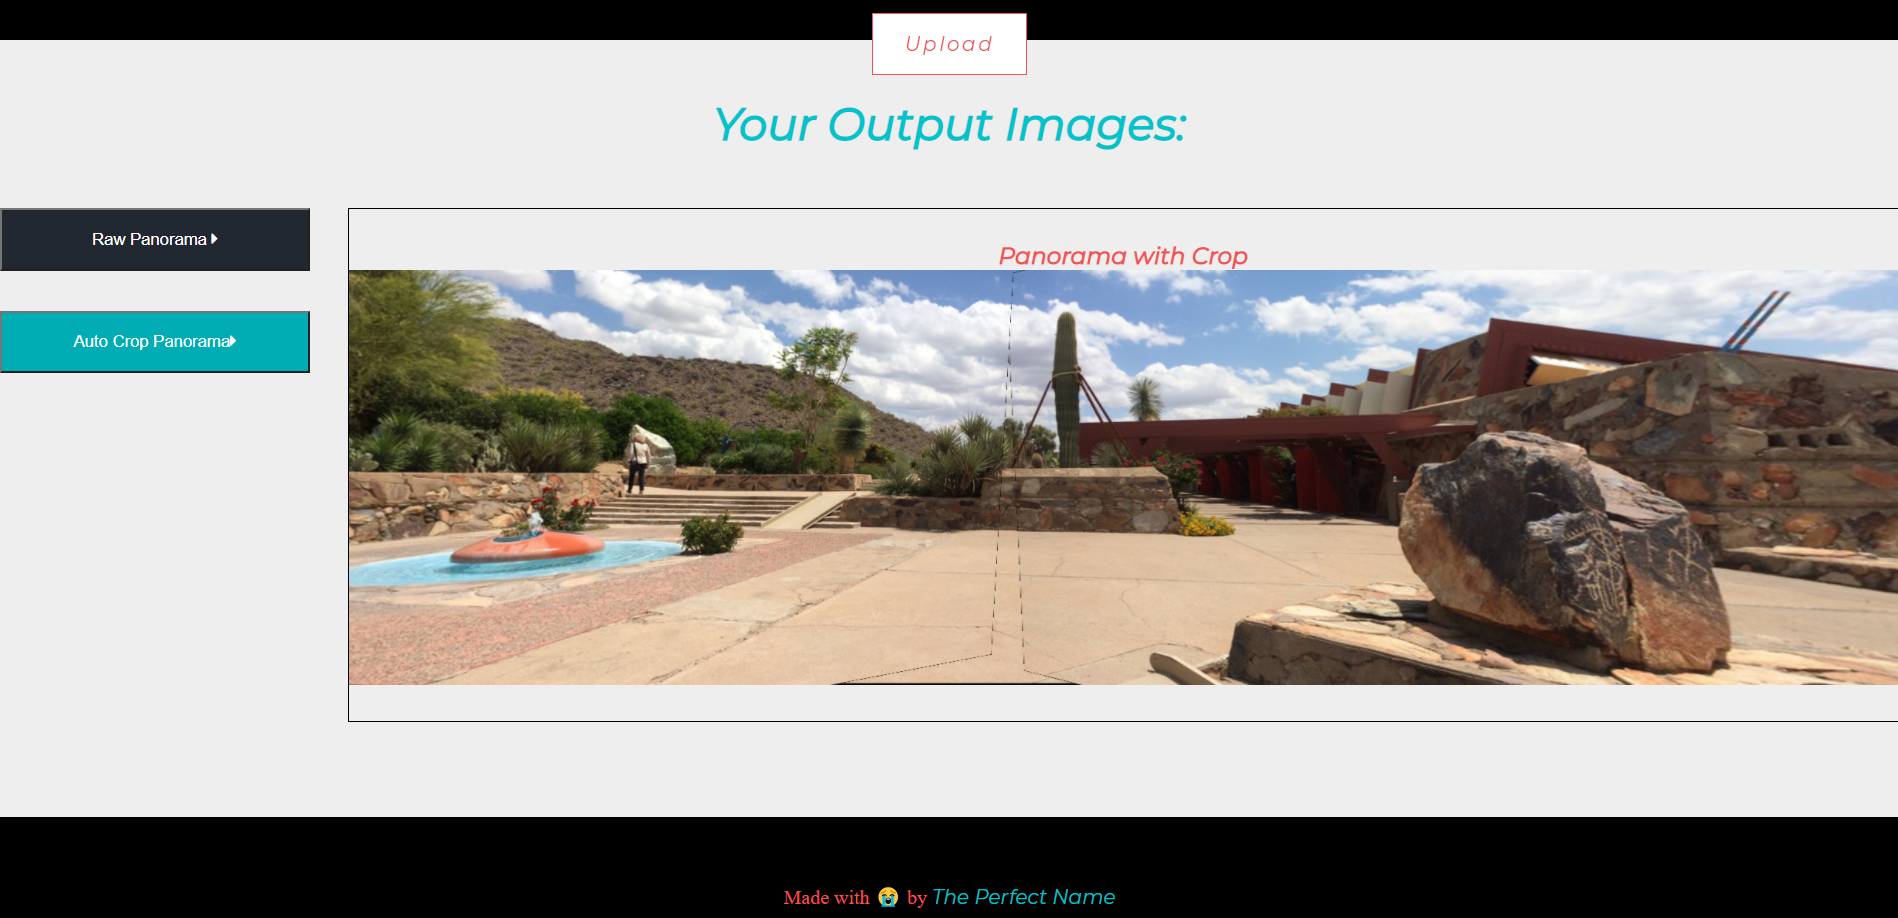 Upload
Your Output Images:
Raw Panorama
Auto Crop Panorama
Panorama with Crop
Made with 😭 by The Perfect Name